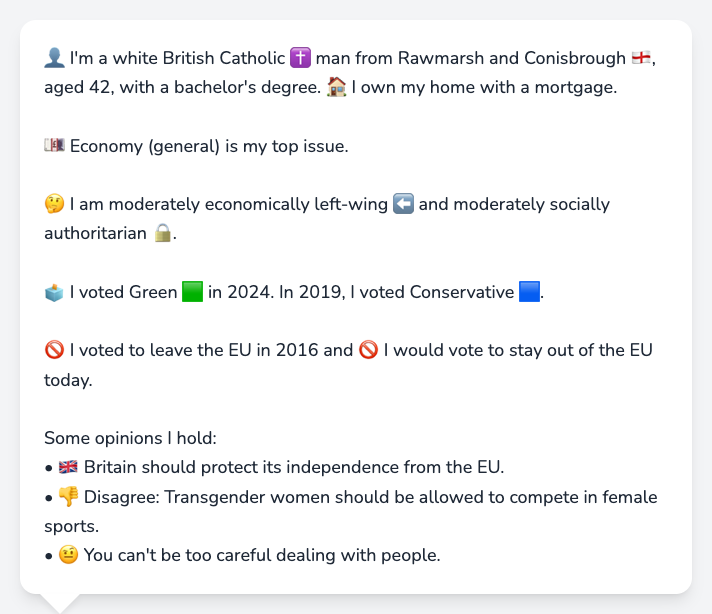 👤 I'm a white British Catholic ✝️ man from Rawmarsh and Conisbrough 🏴󠁧󠁢󠁥󠁮󠁧󠁿,
aged 42, with a bachelor's degree. 🏠 I own my home with a mortgage.
💷 Economy (general) is my top issue.
🤔 I am moderately economically left-wing ⬅️ and moderately socially
authoritarian 🔒.
🗳️ I voted Green 🟩 in 2024. In 2019, I voted Conservative 🟦.
🚫 I voted to leave the EU in 2016 and 🚫 I would vote to stay out of the EU
today.
Some opinions I hold:
• 🇬🇧 Britain should protect its independence from the EU.
• 👎 Disagree: Transgender women should be allowed to compete in female
sports.
• 🤨 You can't be too careful dealing with people.